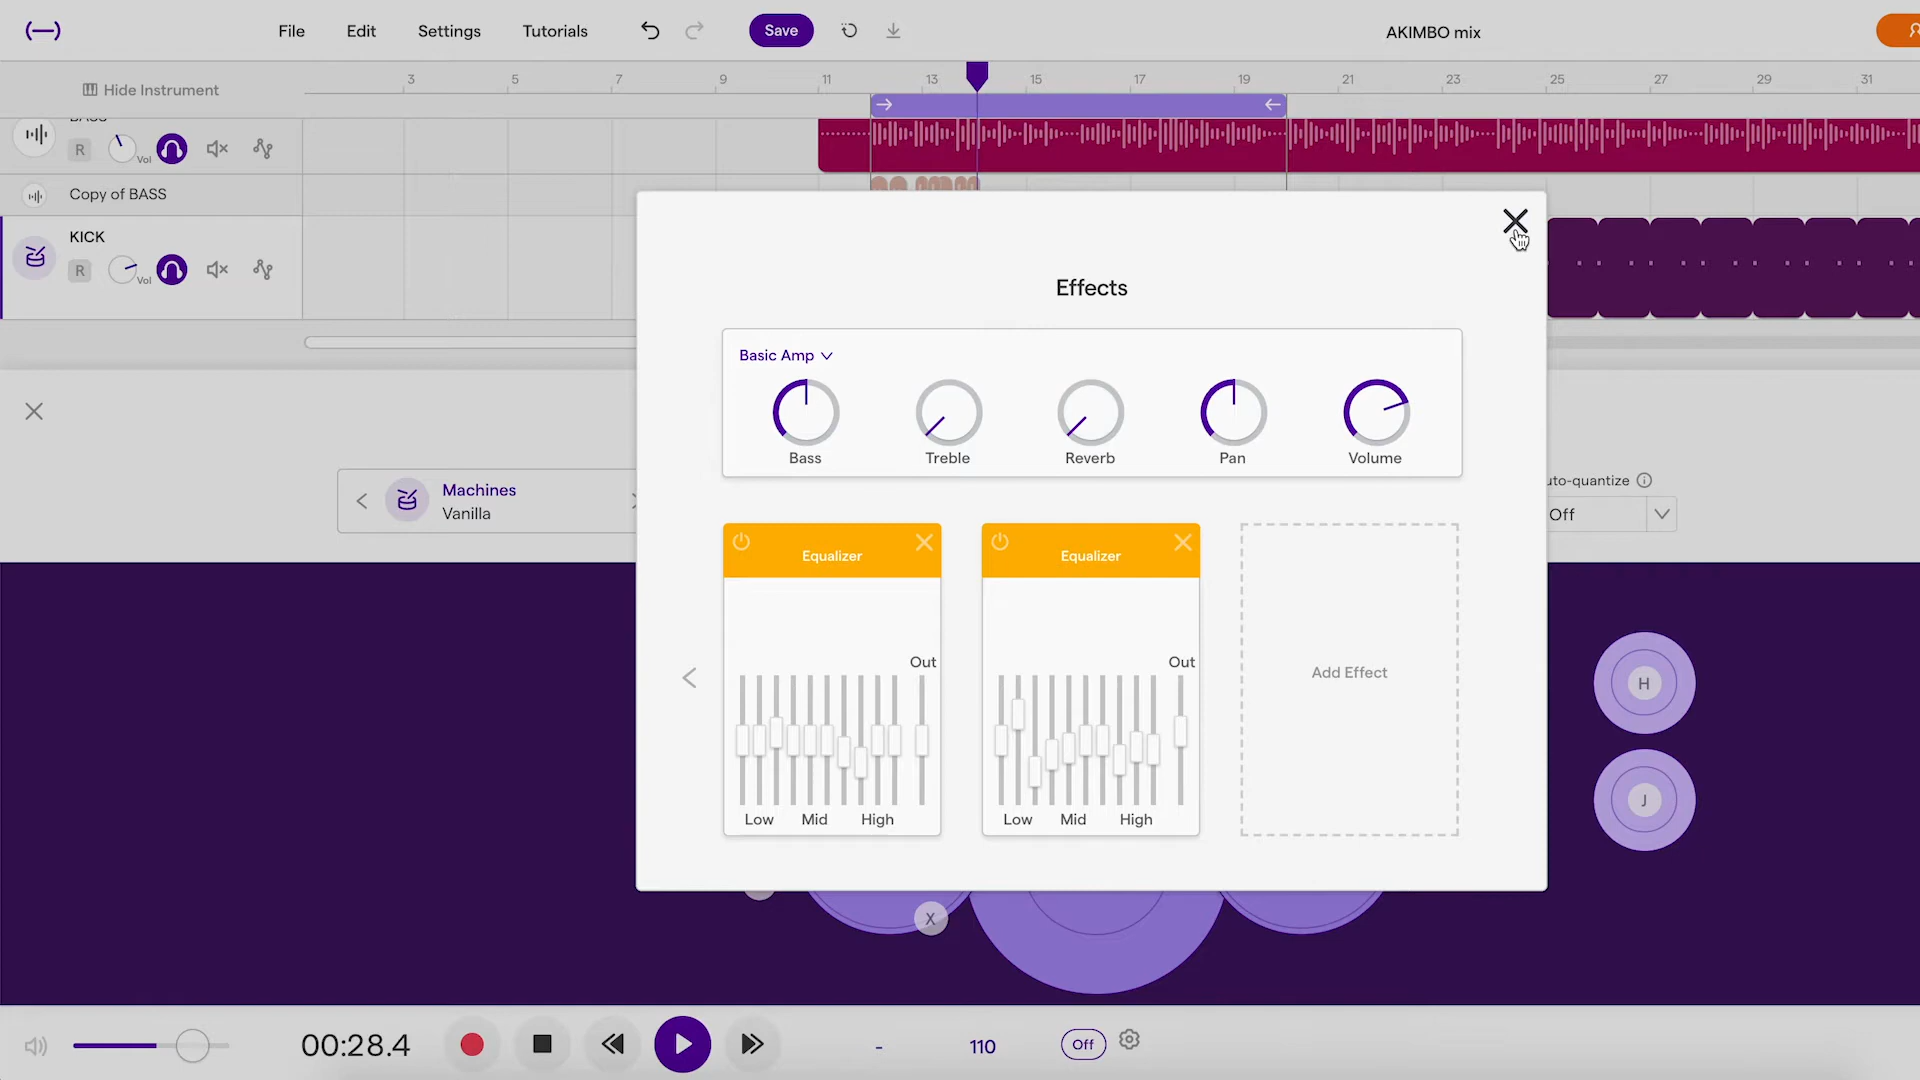 File Edit Settings Tutorials Save AKIMBO mix
3 5 7 9 11 13 15 17 19 21 23 25 27 29 31
Hide Instrument
BASS
R Vol
Copy of BASS
KICK
R Vol
Effects
Basic Amp
Bass Treble Reverb Pan Volume
Machines
Vanilla
uto-quantize
Off
Equalizer
Out
Low Mid High
Equalizer
Out
Low Mid High
Add Effect
H
J
X
00:28.4 - 110 Off